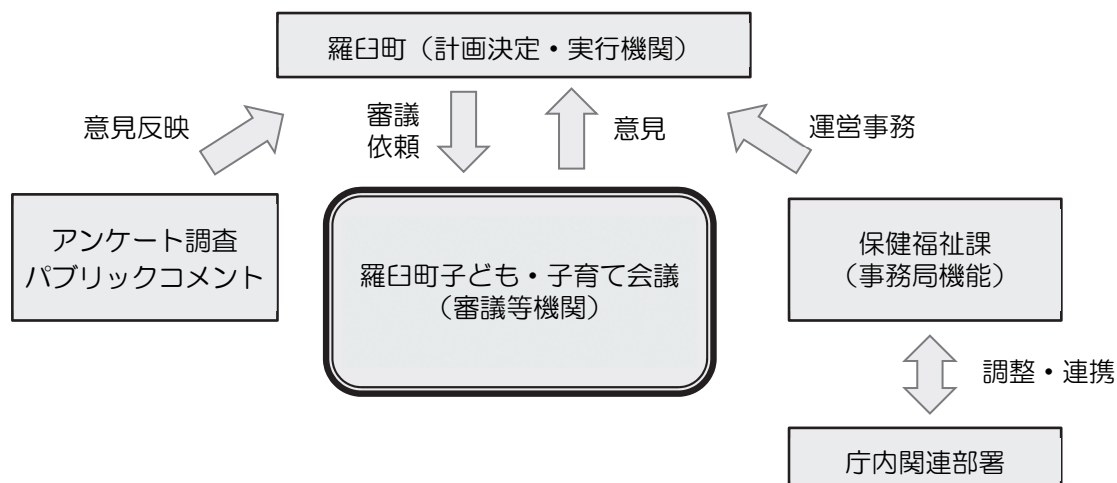 羅臼町（計画決定・実行機関）
意見反映
審議
依頼
意見
運営事務
アンケート調査
パブリックコメント
羅臼町子ども・子育て会議
（審議等機関）
保健福祉課
（事務局機能）
調整・連携
庁内関連部署